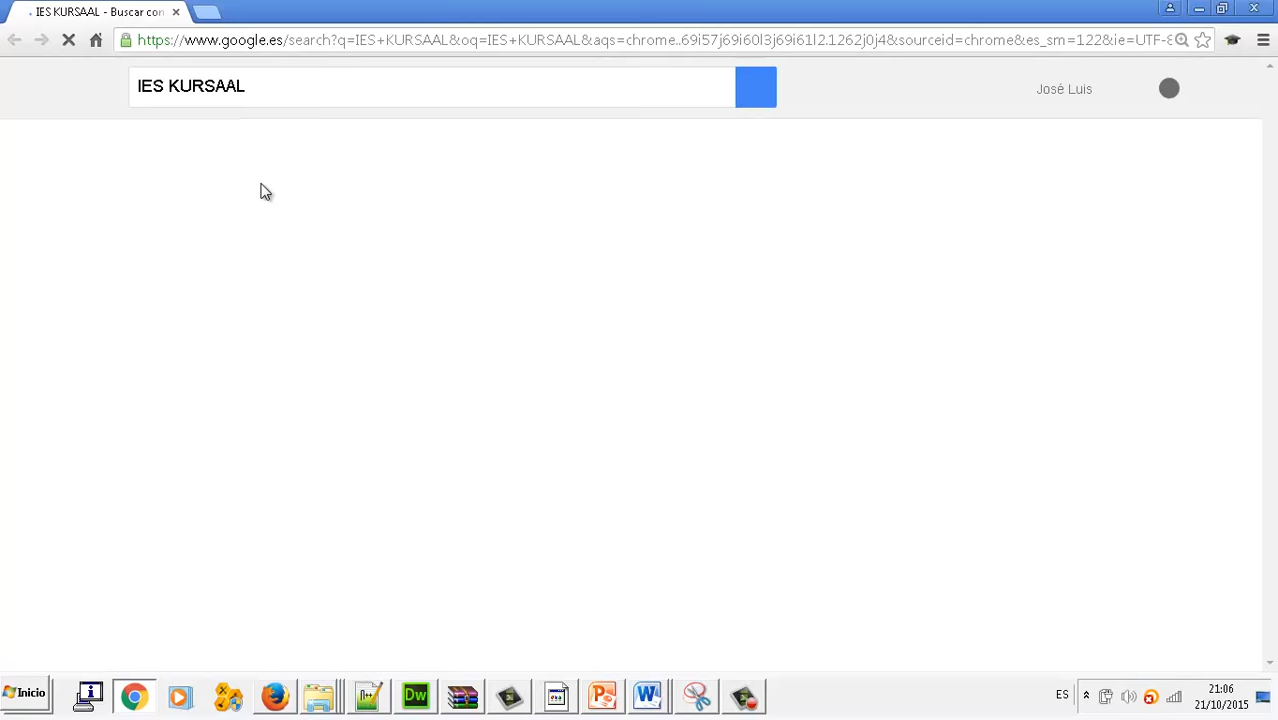 IES KURSAAL - Buscar con
https://www.google.es/search?q=IES+KURSAAL&oq=IES+KURSAAL&aqs=chrome..69i57j69i60l3j69i61l2.1262j0j4&sourceid=chrome&es_sm=122&ie=UTF-8
IES KURSAAL
José Luis
Inicio
Dw
ES
21:06
21/10/2015